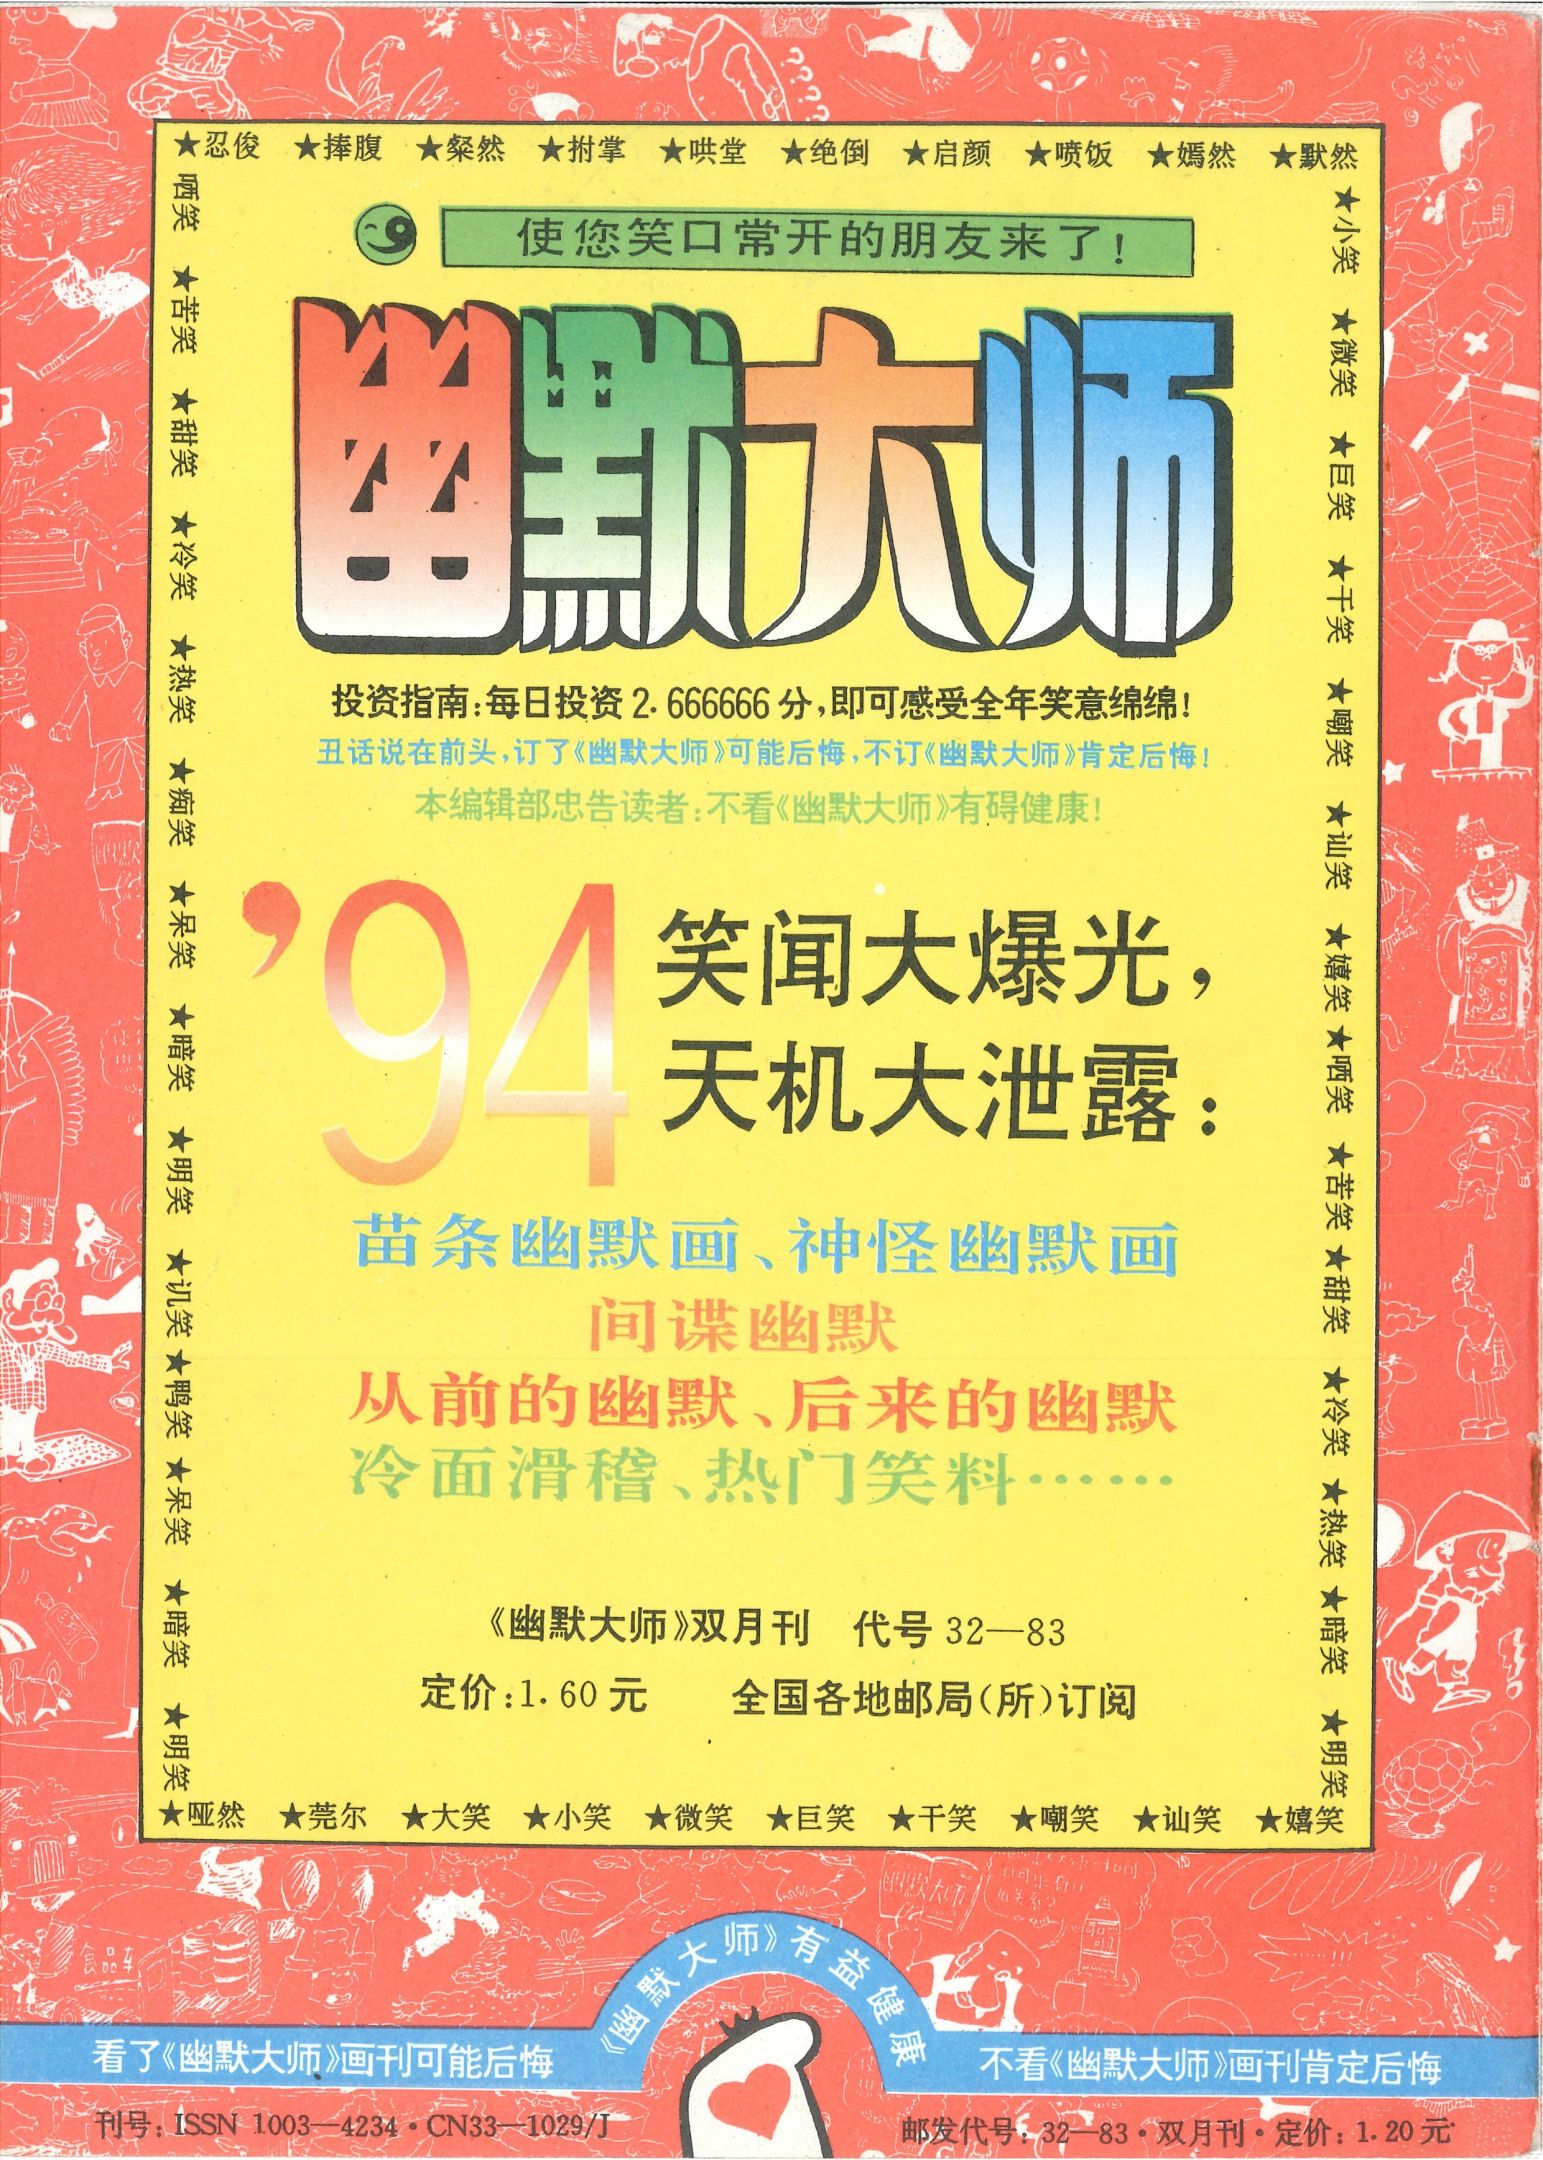 ★忍俊 ★捧腹 ★粲然 ★拊掌 ★哄堂 ★绝倒 ★启颜 ★喷饭 ★嫣然 ★默然
哂笑 ★苦笑 ★甜笑 ★冷笑 ★热笑 ★痴笑 ★呆笑 ★暗笑 ★明笑 ★讥笑 ★鸭笑 ★呆笑 ★暗笑 ★明笑
★小笑 ★微笑 ★巨笑 ★干笑 ★嘲笑 ★讪笑 ★嬉笑 ★哂笑 ★苦笑 ★甜笑 ★冷笑 ★热笑 ★暗笑 ★明笑
使您笑口常开的朋友来了!
幽默大师
投资指南:每日投资2.666666分,即可感受全年笑意绵绵!
丑话说在前头,订了《幽默大师》可能后悔,不订《幽默大师》肯定后悔!
本编辑部忠告读者:不看《幽默大师》有碍健康!
'94
笑闻大爆光,
天机大泄露:
苗条幽默画、神怪幽默画
间谍幽默
从前的幽默、后来的幽默
冷面滑稽、热门笑料……
《幽默大师》双月刊 代号32—83
定价:1.60元 全国各地邮局(所)订阅
★哑然 ★莞尔 ★大笑 ★小笑 ★微笑 ★巨笑 ★干笑 ★嘲笑 ★讪笑 ★嬉笑
幽默大师
食品车
《幽默大师》有益健康
看了《幽默大师》画刊可能后悔
不看《幽默大师》画刊肯定后悔
刊号: ISSN 1003—4234·CN33—1029/J
邮发代号: 32—83·双月刊·定价: 1.20元
????